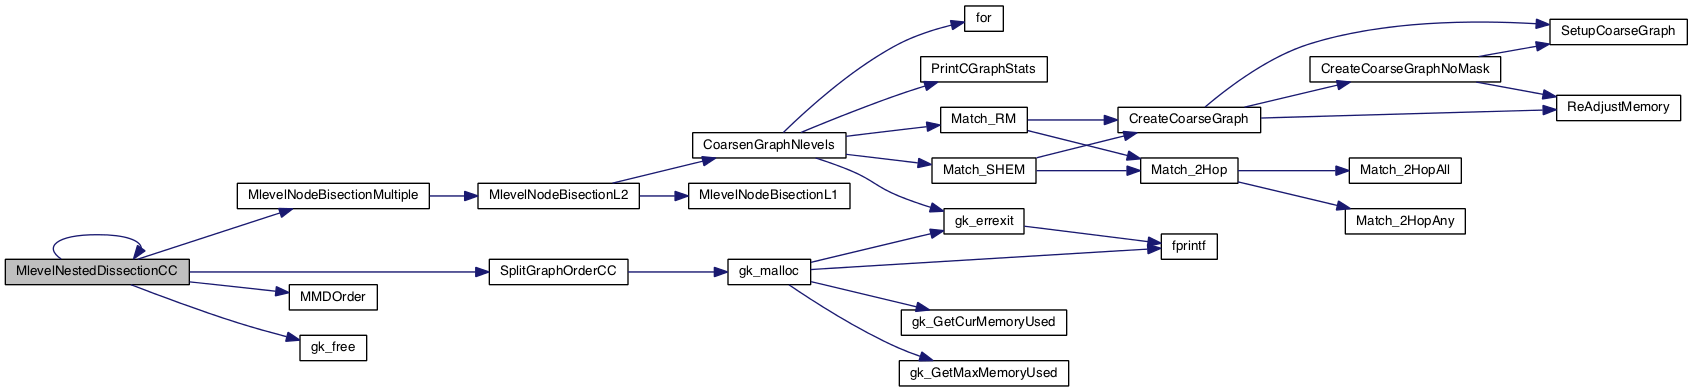 for
SetupCoarseGraph
PrintCGraphStats
CreateCoarseGraphNoMask
ReAdjustMemory
Match_RM
CreateCoarseGraph
CoarsenGraphNlevels
Match_SHEM
Match_2Hop
Match_2HopAll
MlevelNodeBisectionMultiple
MlevelNodeBisectionL2
MlevelNodeBisectionL1
gk_errexit
Match_2HopAny
fprintf
MlevelNestedDissectionCC
SplitGraphOrderCC
gk_malloc
MMDOrder
gk_GetCurMemoryUsed
gk_free
gk_GetMaxMemoryUsed